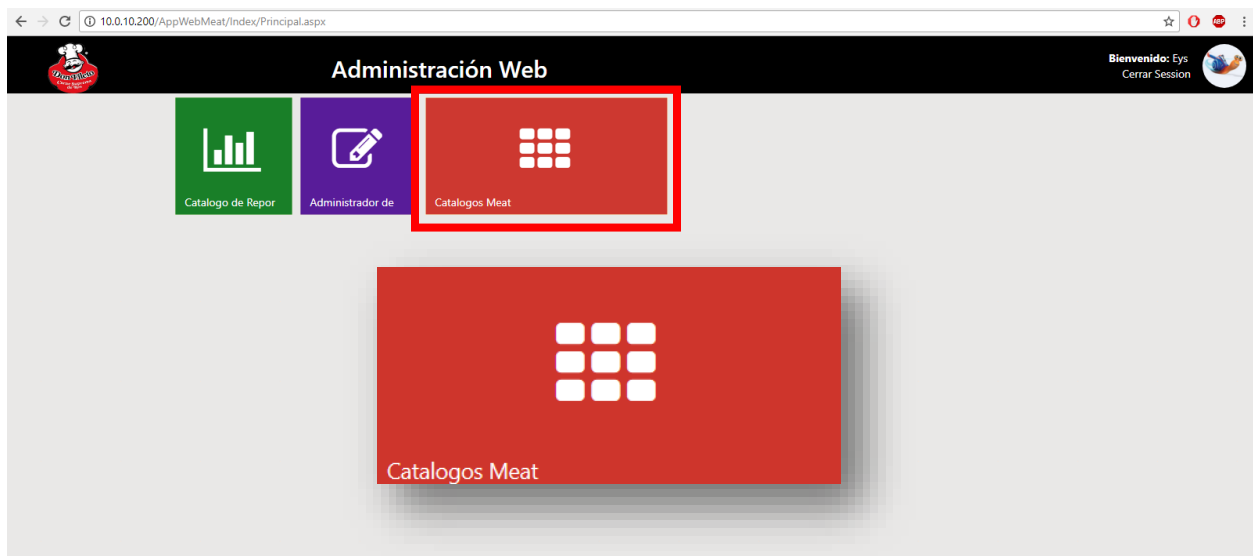 10.0.10.200/AppWebMeat/Index/Principal.aspx
ABP
Administración Web
Bienvenido: Eys
Cerrar Session
Catalogo de Repor
Administrador de
Catalogos Meat
Catalogos Meat